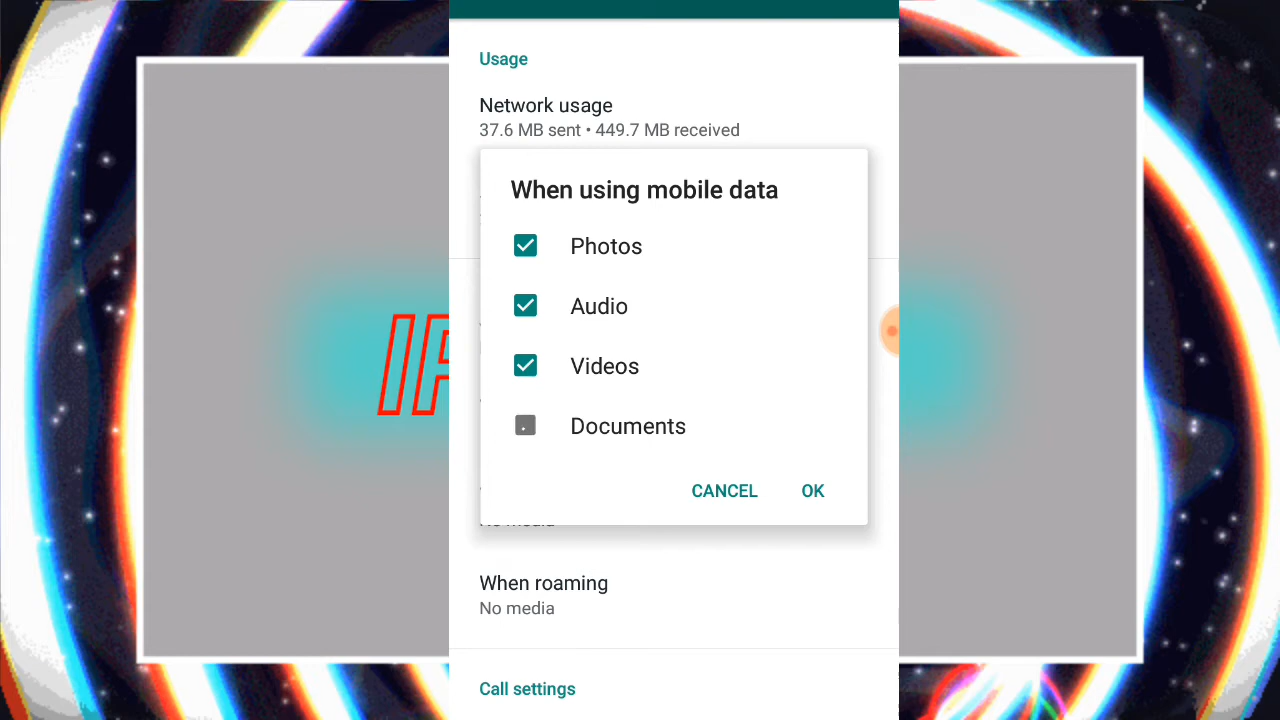 Usage
Network usage
37.6 MB sent • 449.7 MB received
When using mobile data
Photos
Audio
Videos
Documents
CANCEL
OK
When roaming
No media
Call settings